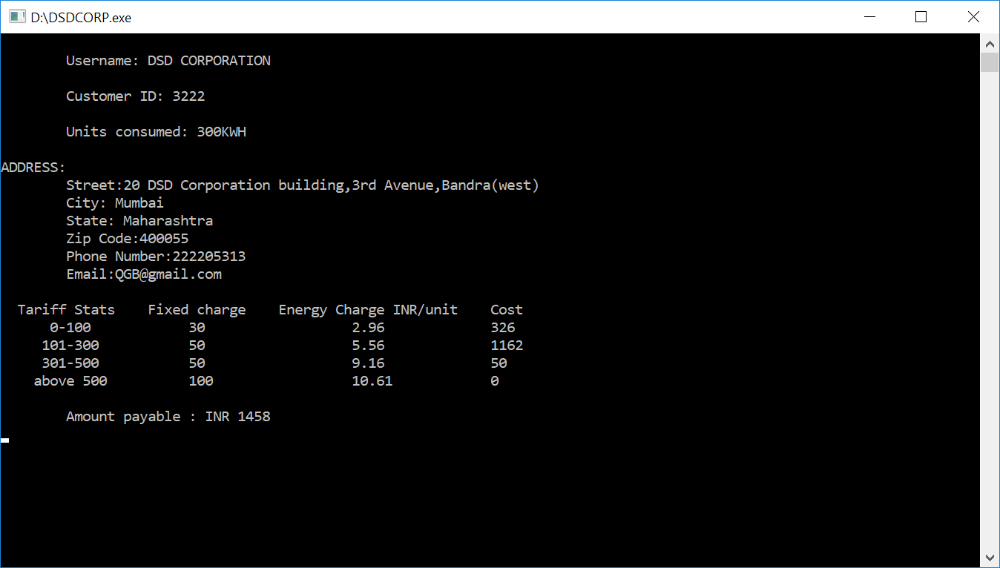 D:\DSDCORP.exe
Username: DSD CORPORATION
Customer ID: 3222
Units consumed: 300KWH
ADDRESS:
Street:20 DSD Corporation building,3rd Avenue,Bandra(west)
City: Mumbai
State: Maharashtra
Zip Code:400055
Phone Number:222205313
Email:QGB@gmail.com
Tariff Stats    Fixed charge    Energy Charge INR/unit    Cost
0-100    30    2.96    326
101-300    50    5.56    1162
301-500    50    9.16    50
above 500    100    10.61    0
Amount payable : INR 1458